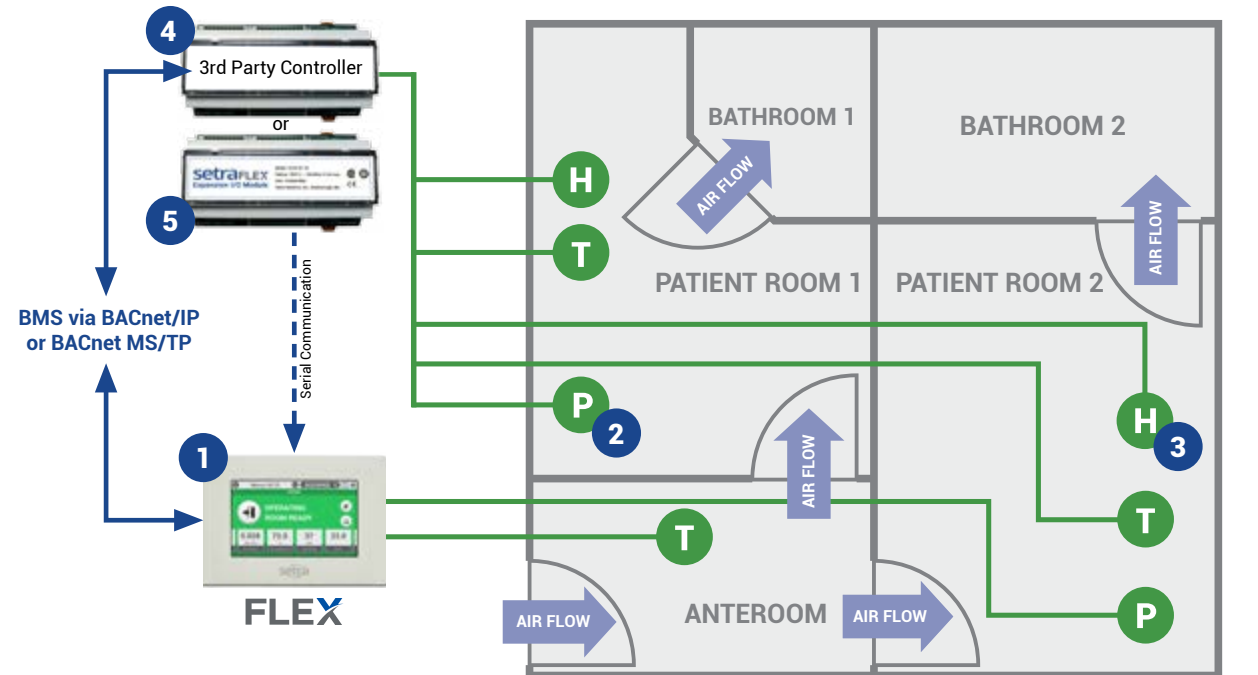 4
3rd Party Controller
or
setraFLEX
Expansion I/O Module
5
Serial Communication
BMS via BACnet/IP
or BACnet MS/TP
1
OPERATING
ROOM READY
setra
FLEX
BATHROOM 1
BATHROOM 2
AIR FLOW
AIR FLOW
H
T
PATIENT ROOM 1
PATIENT ROOM 2
P
2
H
3
AIR FLOW
T
T
P
ANTEROOM
AIR FLOW
AIR FLOW